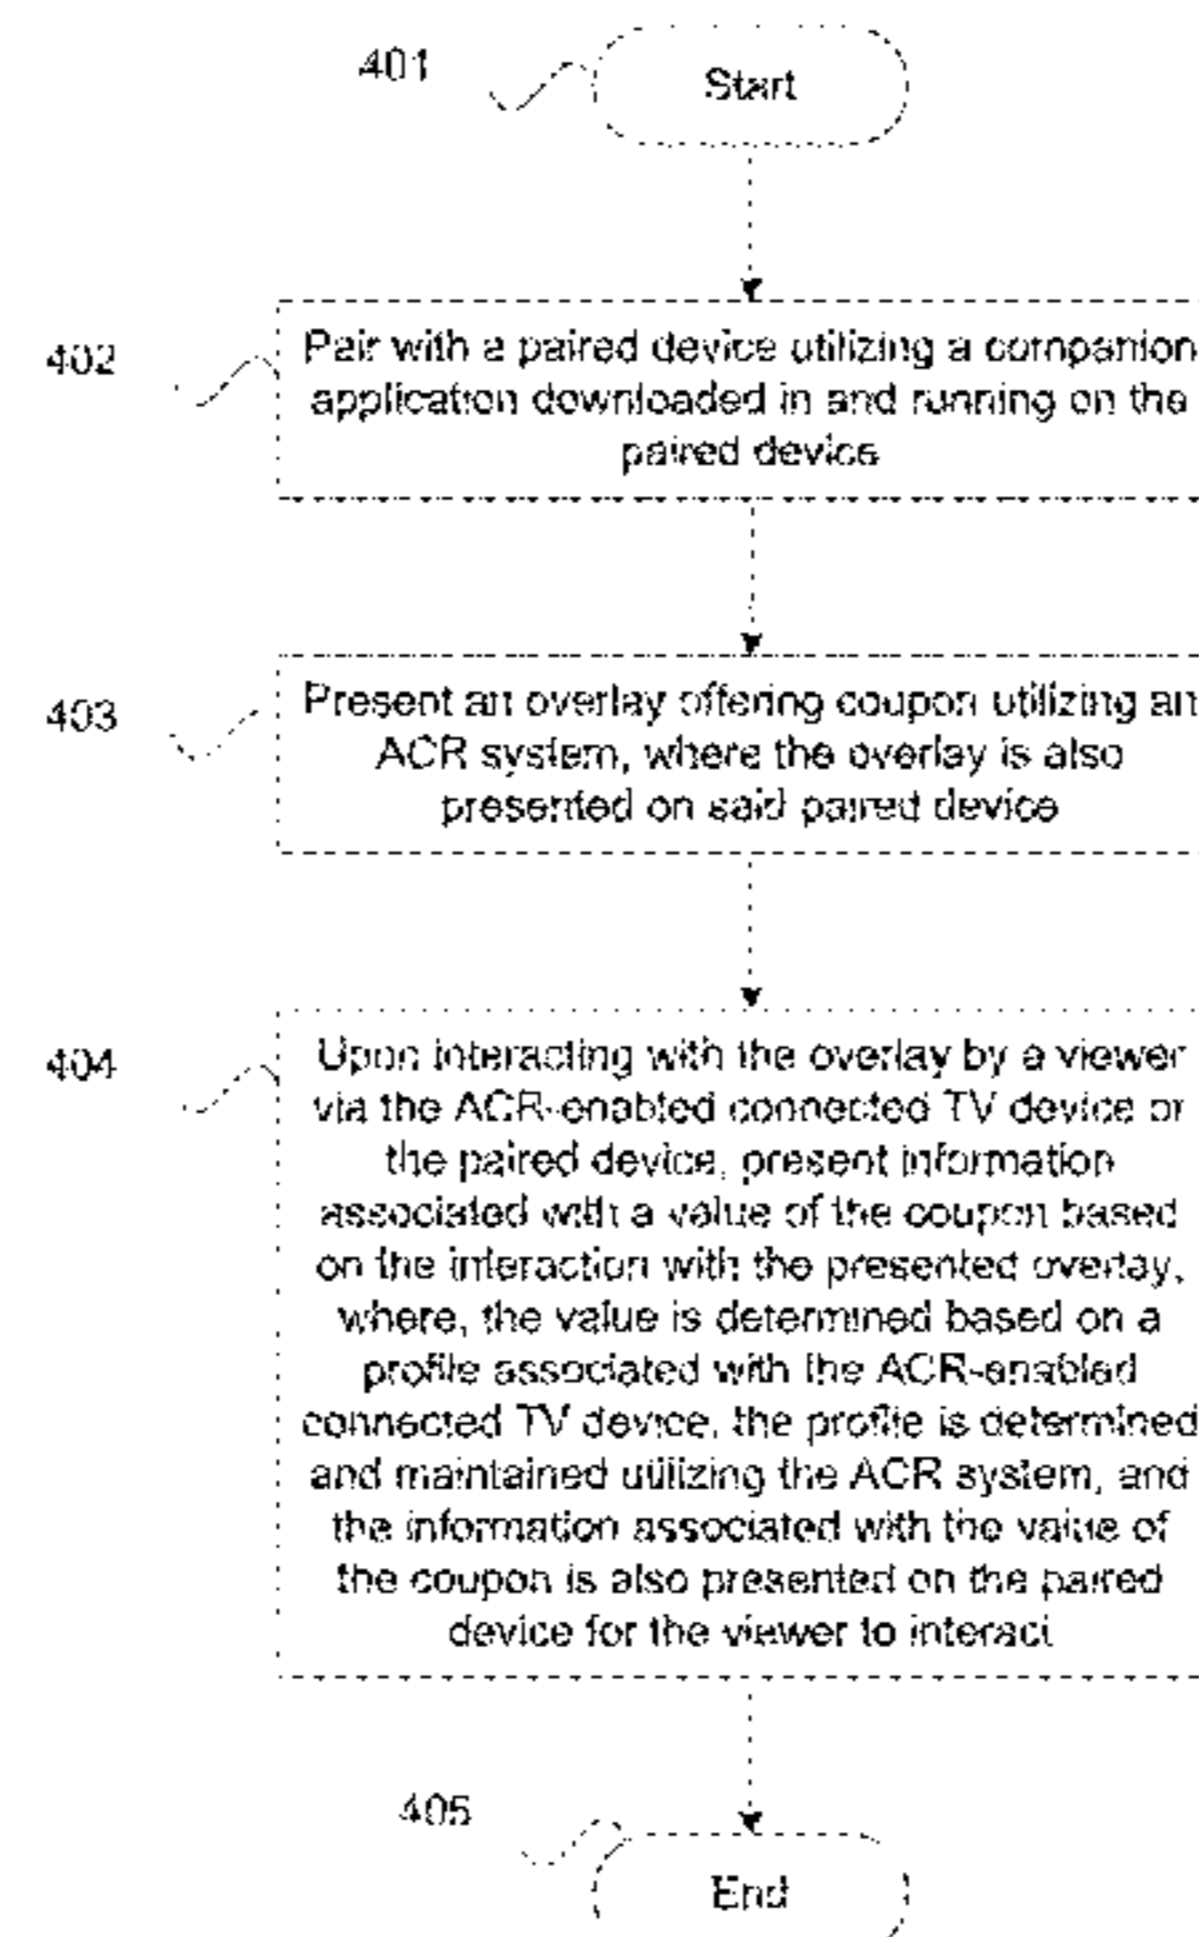 401
Start
402
Pair with a paired device utilizing a companion
application downloaded in and running on the
paired device
403
Present an overlay offering coupon utilizing an
ACR system, where the overlay is also
presented on said paired device
404
Upon interacting with the overlay by a viewer
via the ACR-enabled connected TV device or
the paired device, present information
associated with a value of the coupon based
on the interaction with the presented overlay,
where, the value is determined based on a
profile associated with the ACR-enabled
connected TV device, the profile is determined
and maintained utilizing the ACR system, and
the information associated with the value of
the coupon is also presented on the paired
device for the viewer to interact
405
End